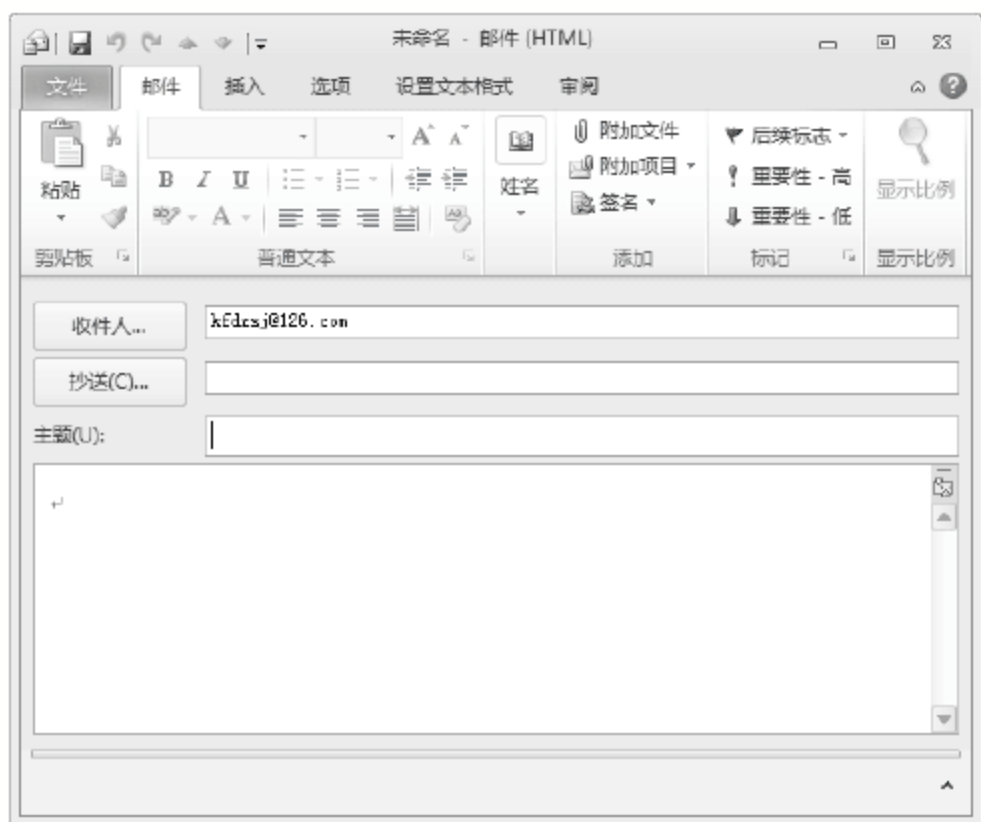 未命名 - 邮件 (HTML)
文件 邮件 插入 选项 设置文本格式 审阅
粘贴
剪贴板
B I U
普通文本
姓名
附加文件
附加项目
签名
添加
后续标志
重要性 - 高
重要性 - 低
标记
显示比例
显示比例
收件人... kfdzsj@126.com
抄送(C)...
主题(U):